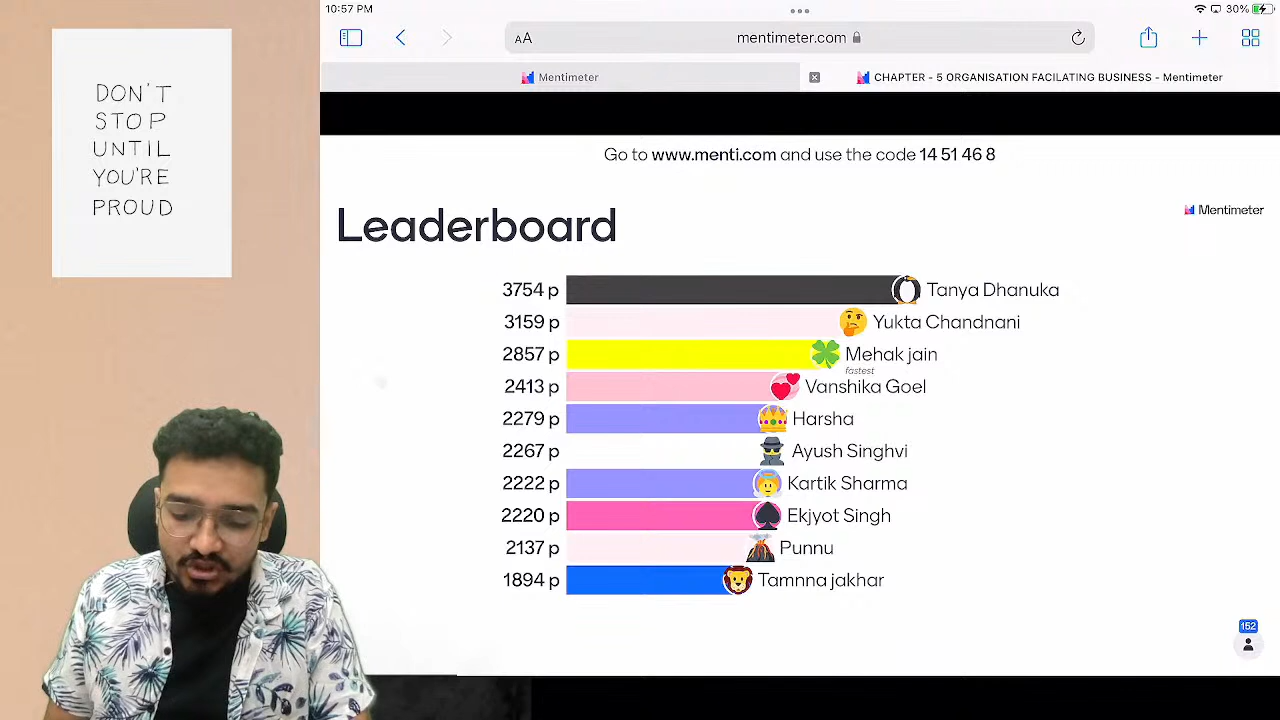 DON'T
STOP
UNTIL
YOU'RE
PROUD
10:57 PM
30%
AA
mentimeter.com
Mentimeter
CHAPTER - 5 ORGANISATION FACILATING BUSINESS - Mentimeter
Go to www.menti.com and use the code 14 51 46 8
Mentimeter
Leaderboard
3754 p Tanya Dhanuka
3159 p Yukta Chandnani
2857 p Mehak jain
fastest
2413 p Vanshika Goel
2279 p Harsha
2267 p Ayush Singhvi
2222 p Kartik Sharma
2220 p Ekjyot Singh
2137 p Punnu
1894 p Tamnna jakhar
152